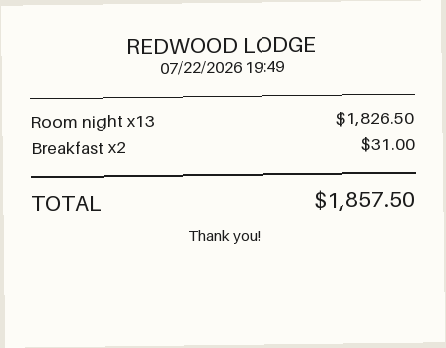 REDWOOD LODGE
07/22/2026 19:49
Room night x13 $1,826.50
Breakfast x2 $31.00
TOTAL $1,857.50
Thank you!